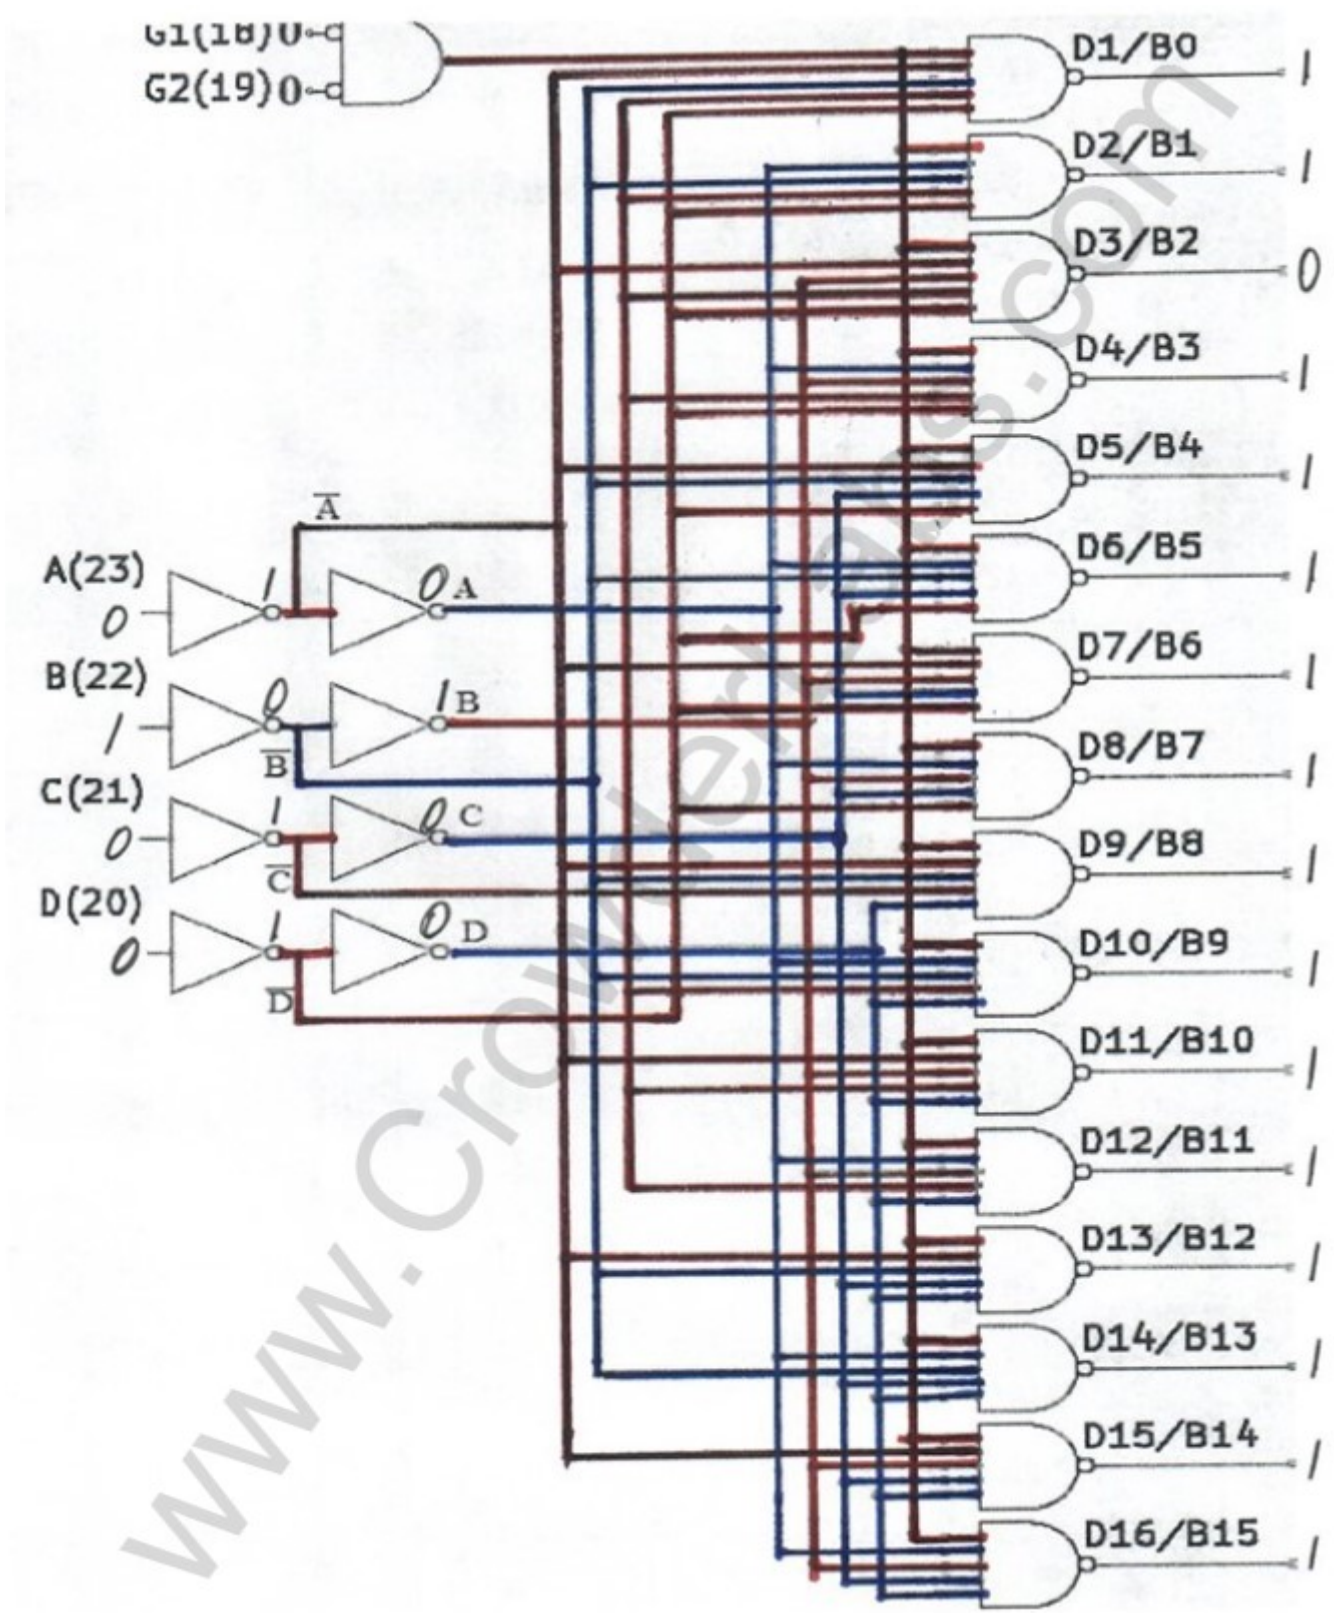 G1(18)0
G2(19)0
D1/B0 1
D2/B1 1
D3/B2 0
D4/B3 1
D5/B4 1
D6/B5 1
D7/B6 1
D8/B7 1
D9/B8 1
D10/B9 1
D11/B10 1
D12/B11 1
D13/B12 1
D14/B13 1
D15/B14 1
D16/B15 1
A̅
A(23) 0 1 0 A
B(22) 1 0 1 B
B̅
C(21) 0 1 0 C
C̅
D(20) 0 1 0 D
D̅
www.Crowderlabs.com